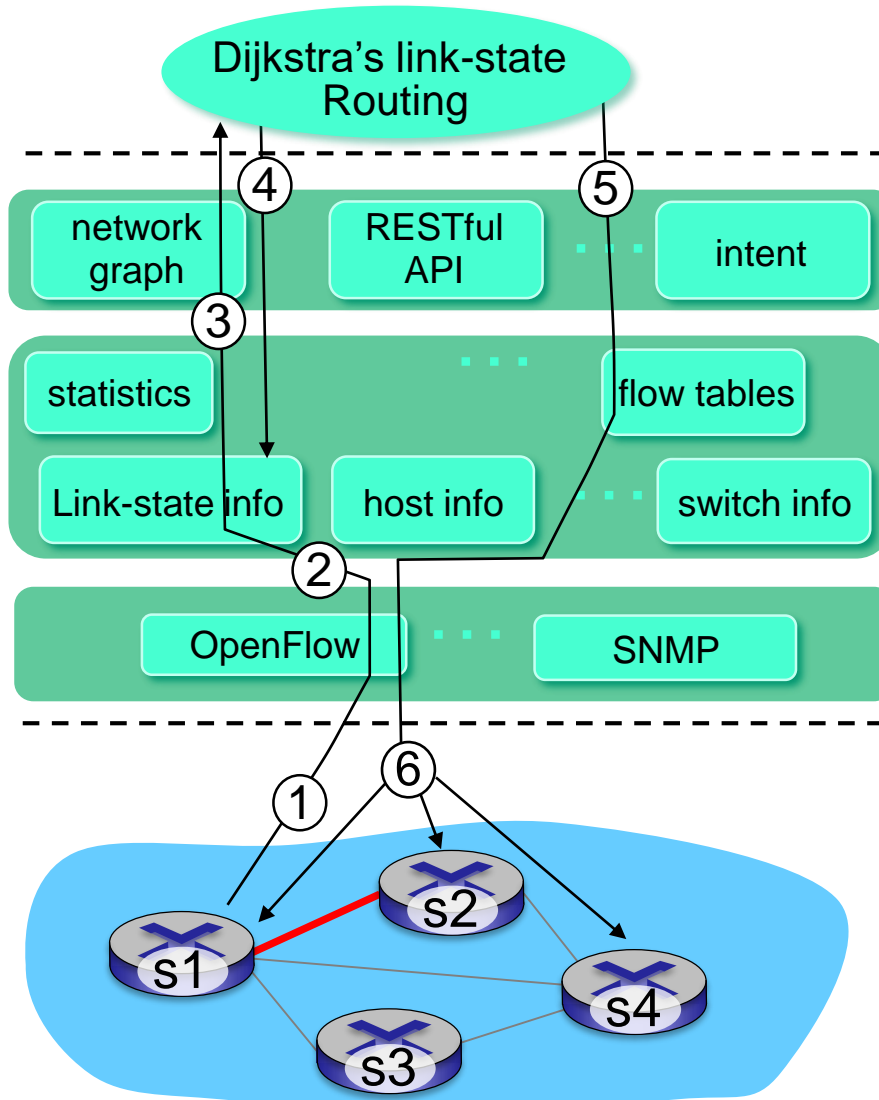 Dijkstra’s link-state
Routing
4
5
network
graph
RESTful
API
. . .
intent
3
statistics
. . .
flow tables
Link-state info
host info
. . .
switch info
2
OpenFlow
. . .
SNMP
1
6
s2
s1
s4
s3